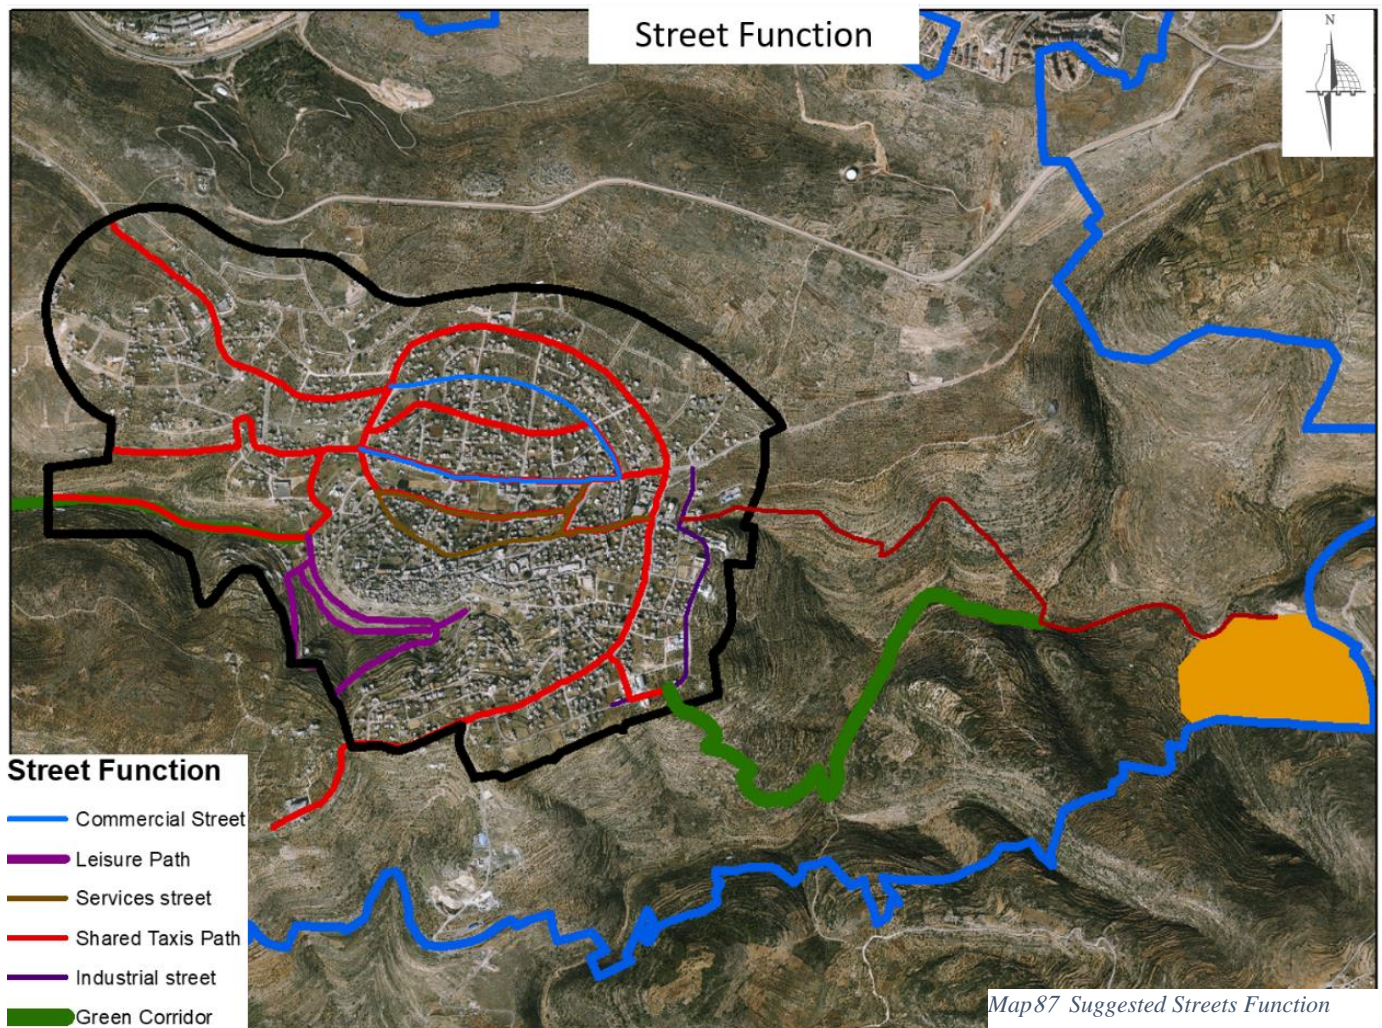 Street Function
N
Street Function
Commercial Street
Leisure Path
Services street
Shared Taxis Path
Industrial street
Green Corridor
Map87 Suggested Streets Function